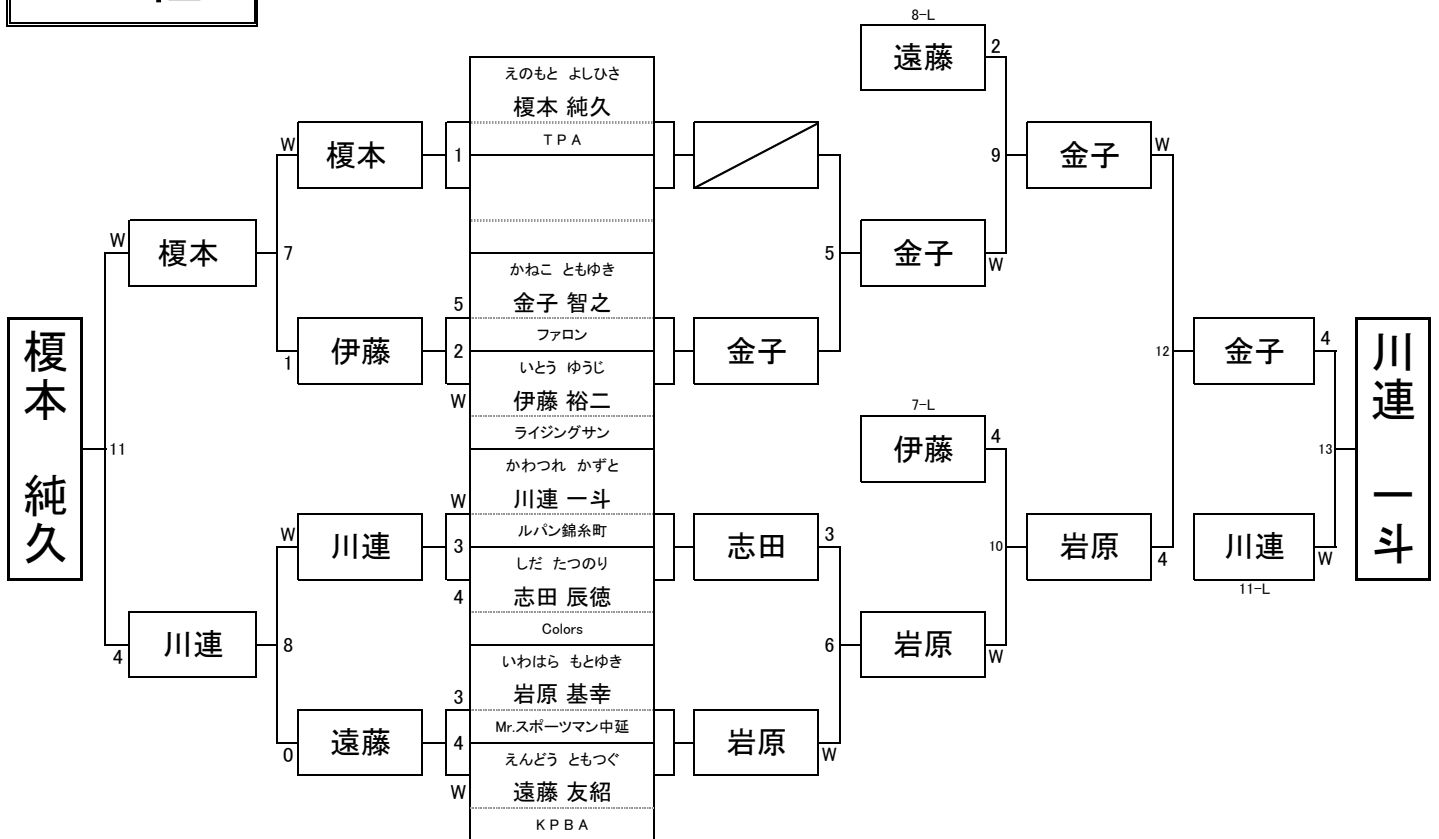 8-L
遠藤 2
えのもと よしひさ
榎本 純久
TPA
W 榎本 1
W 榎本 7
9 金子 W
かねこ ともゆき
5 金子 智之
ファロン
5 金子 W
1 伊藤 2
金子
いとう ゆうじ
W 伊藤 裕二
ライジングサン
12 金子 4
榎本 純久
11
川連 一斗
13
7-L
伊藤 4
かわつれ かずと
W 川連 一斗
ルパン錦糸町
W 川連 3
志田 3
しだ たつのり
4 志田 辰徳
Colors
10 岩原 4
川連 W
11-L
4 川連 8
6 岩原 W
いわはら もとゆき
3 岩原 基幸
Mr.スポーツマン中延
0 遠藤 4
岩原 W
えんどう ともつぐ
W 遠藤 友紹
KPBA